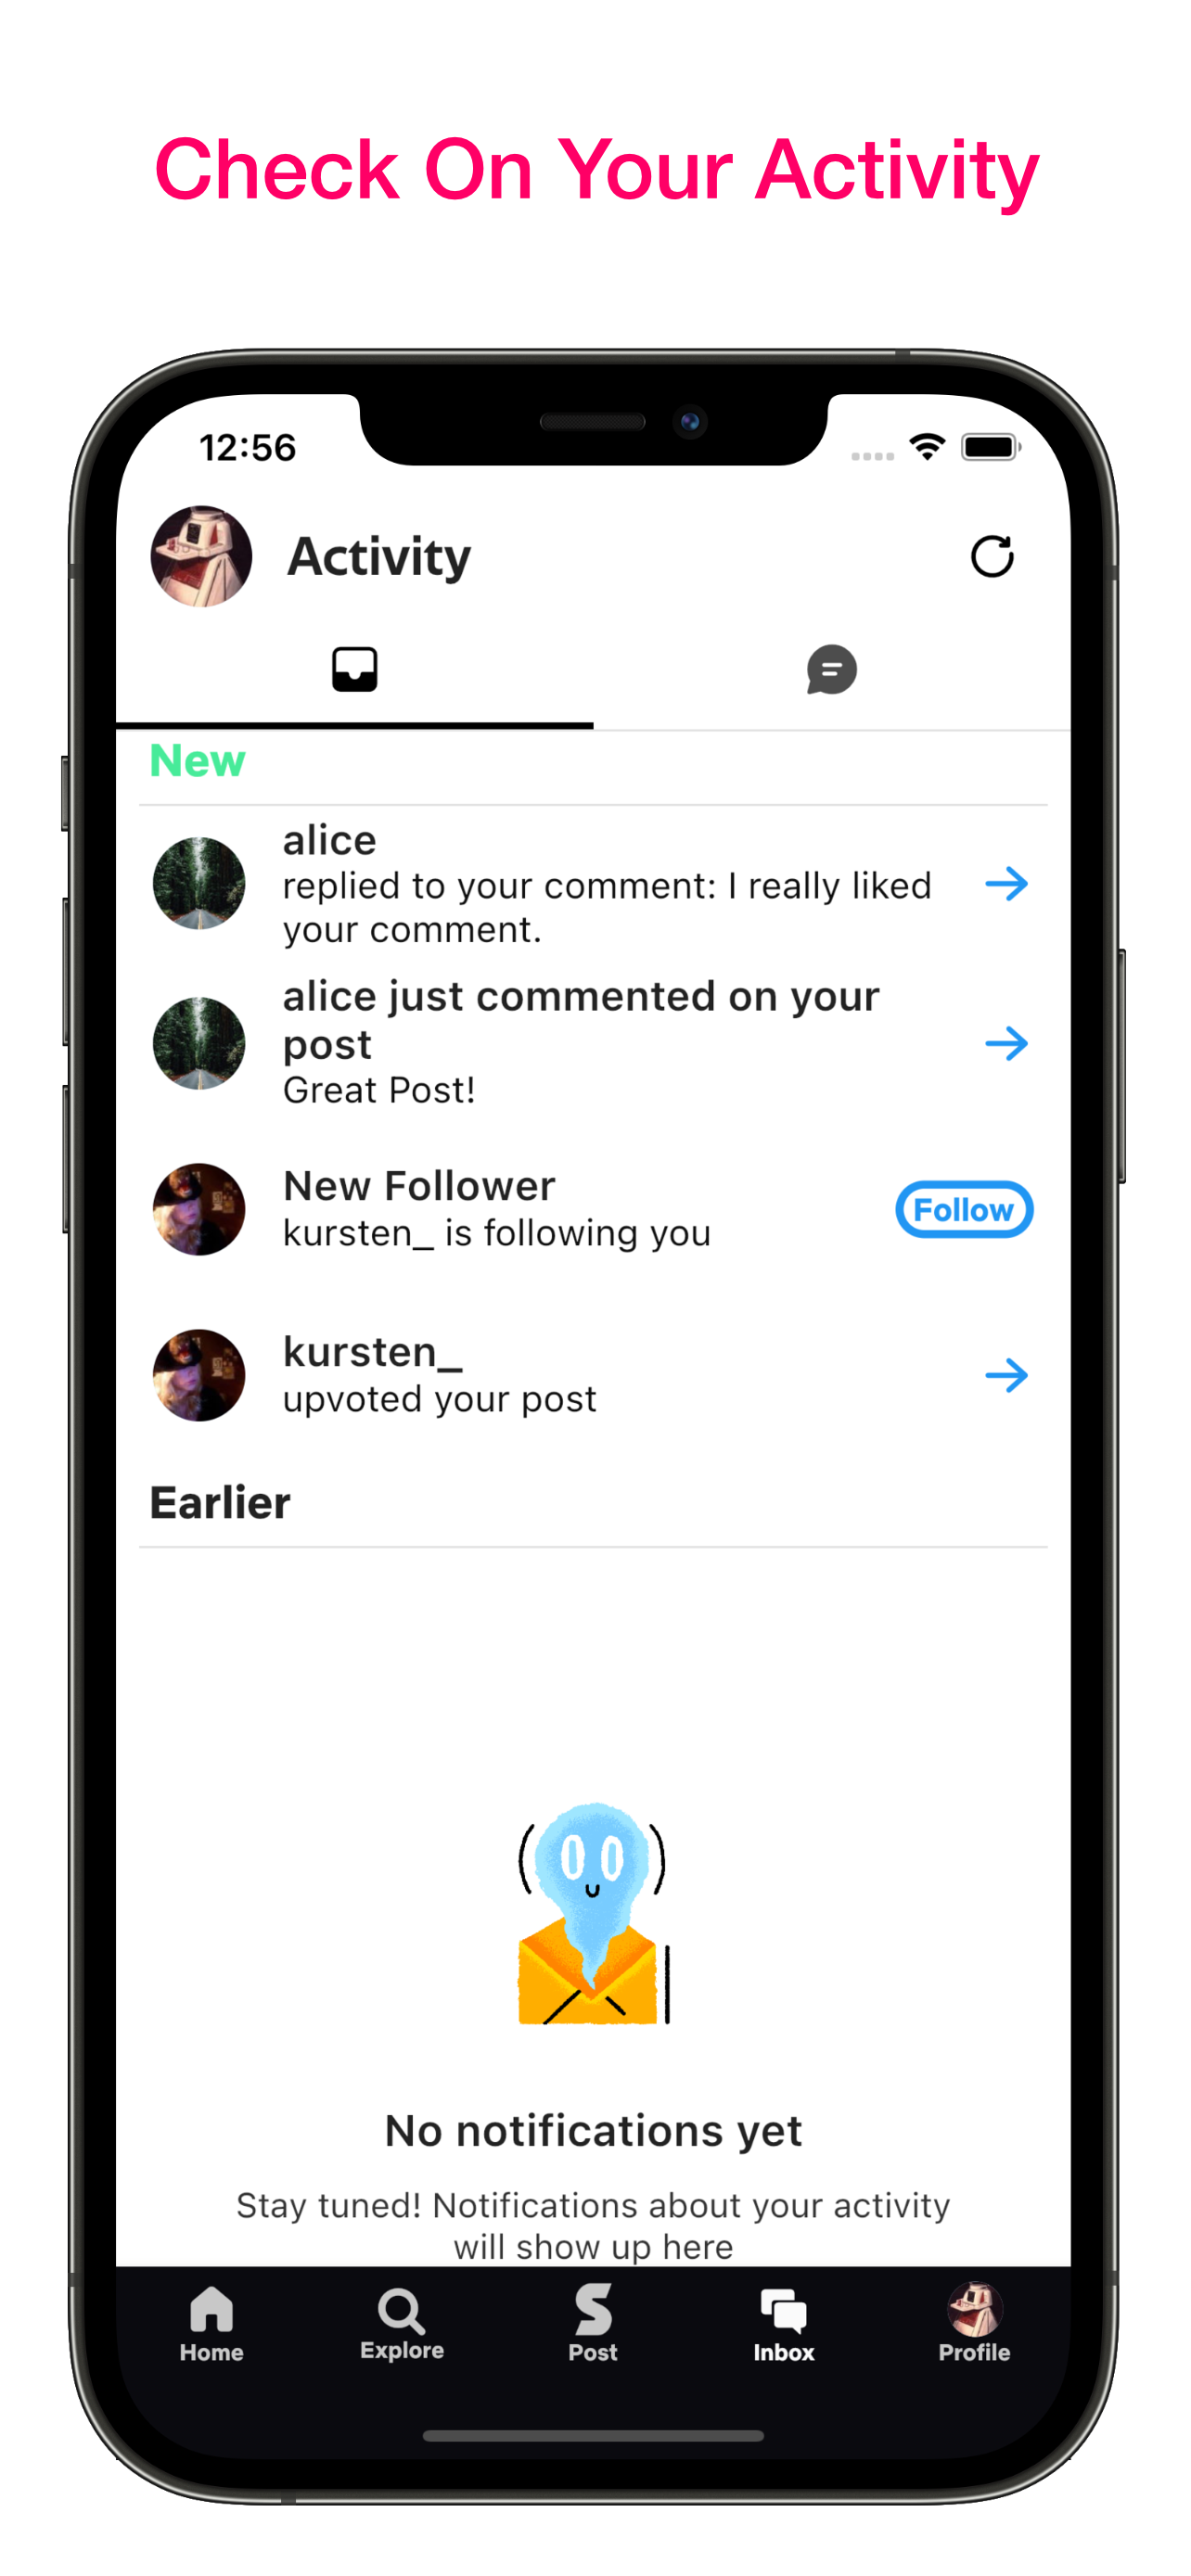 Check On Your Activity
12:56
Activity
New
alice
replied to your comment: I really liked
your comment.
alice just commented on your
post
Great Post!
New Follower
kursten_ is following you
Follow
kursten_
upvoted your post
Earlier
No notifications yet
Stay tuned! Notifications about your activity
will show up here
Home
Explore
Post
Inbox
Profile